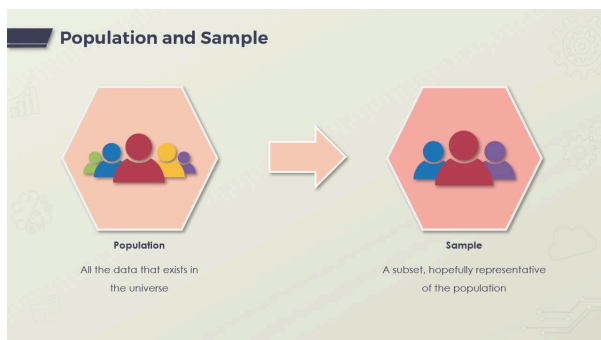 Population and Sample
Population
All the data that exists in
the universe
Sample
A subset, hopefully representative
of the population